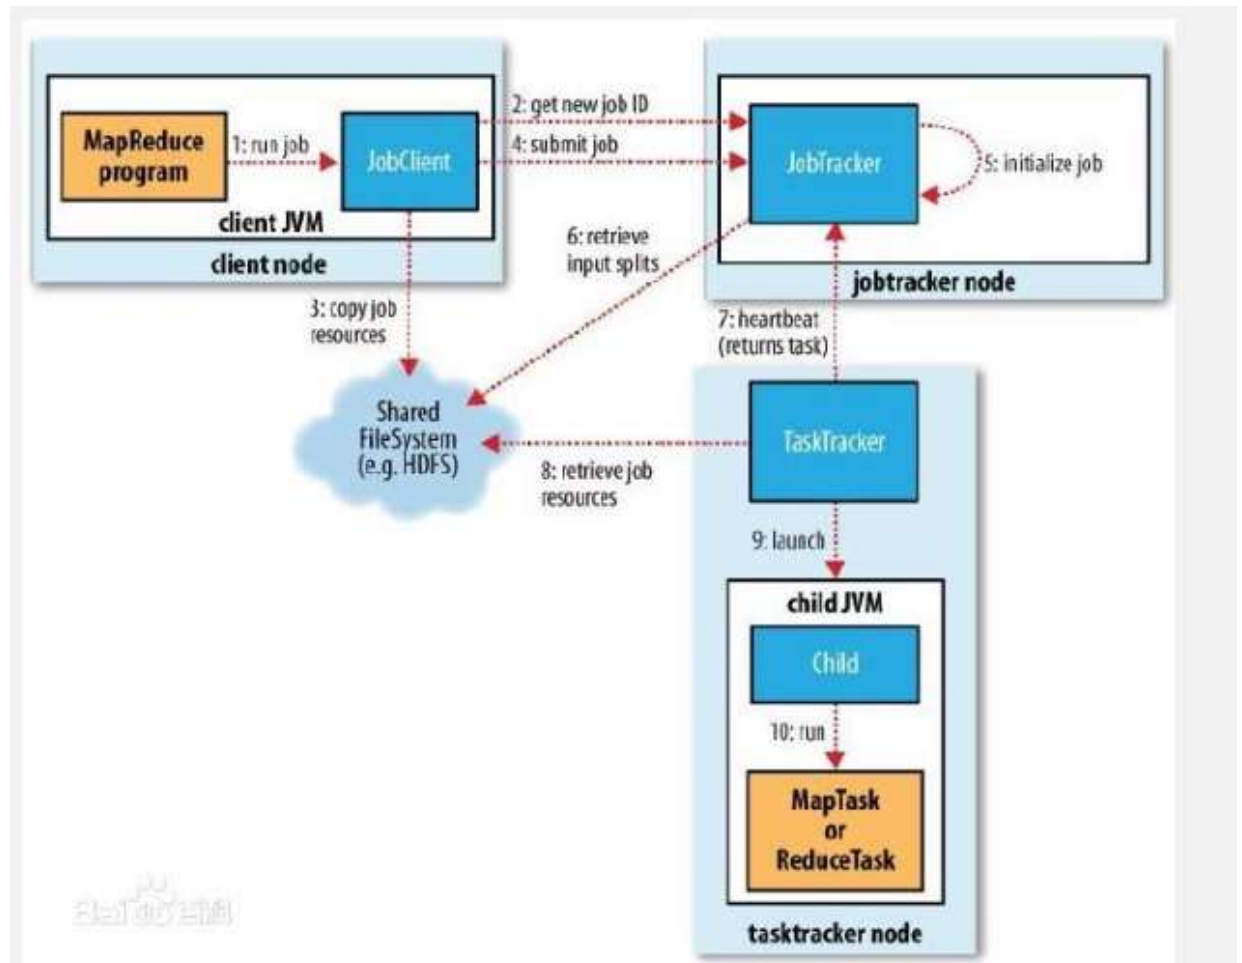 MapReduce
program
1: run job
JobClient
client JVM
client node
2: get new job ID
4: submit job
JobTracker
5: initialize job
jobtracker node
6: retrieve
input splits
3: copy job
resources
7: heartbeat
(returns task)
Shared
FileSystem
(e.g. HDFS)
TaskTracker
8: retrieve job
resources
9: launch
child JVM
Child
10: run
MapTask
or
ReduceTask
tasktracker node